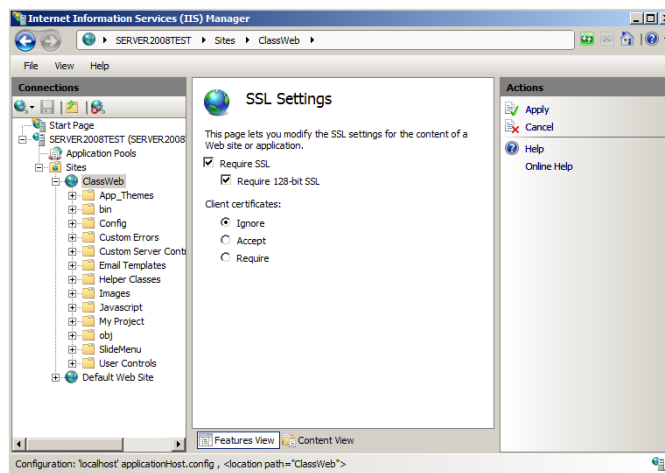 Internet Information Services (IIS) Manager
SERVER2008TEST Sites ClassWeb
File View Help
Connections
Start Page
SERVER2008TEST (SERVER2008
Application Pools
Sites
ClassWeb
App_Themes
bin
Config
Custom Errors
Custom Server Contr
Email Templates
Helper Classes
Images
Javascript
My Project
obj
SlideMenu
User Controls
Default Web Site
SSL Settings
This page lets you modify the SSL settings for the content of a
Web site or application.
Require SSL
Require 128-bit SSL
Client certificates:
Ignore
Accept
Require
Features View Content View
Actions
Apply
Cancel
Help
Online Help
Configuration: 'localhost' applicationHost.config , <location path="ClassWeb">